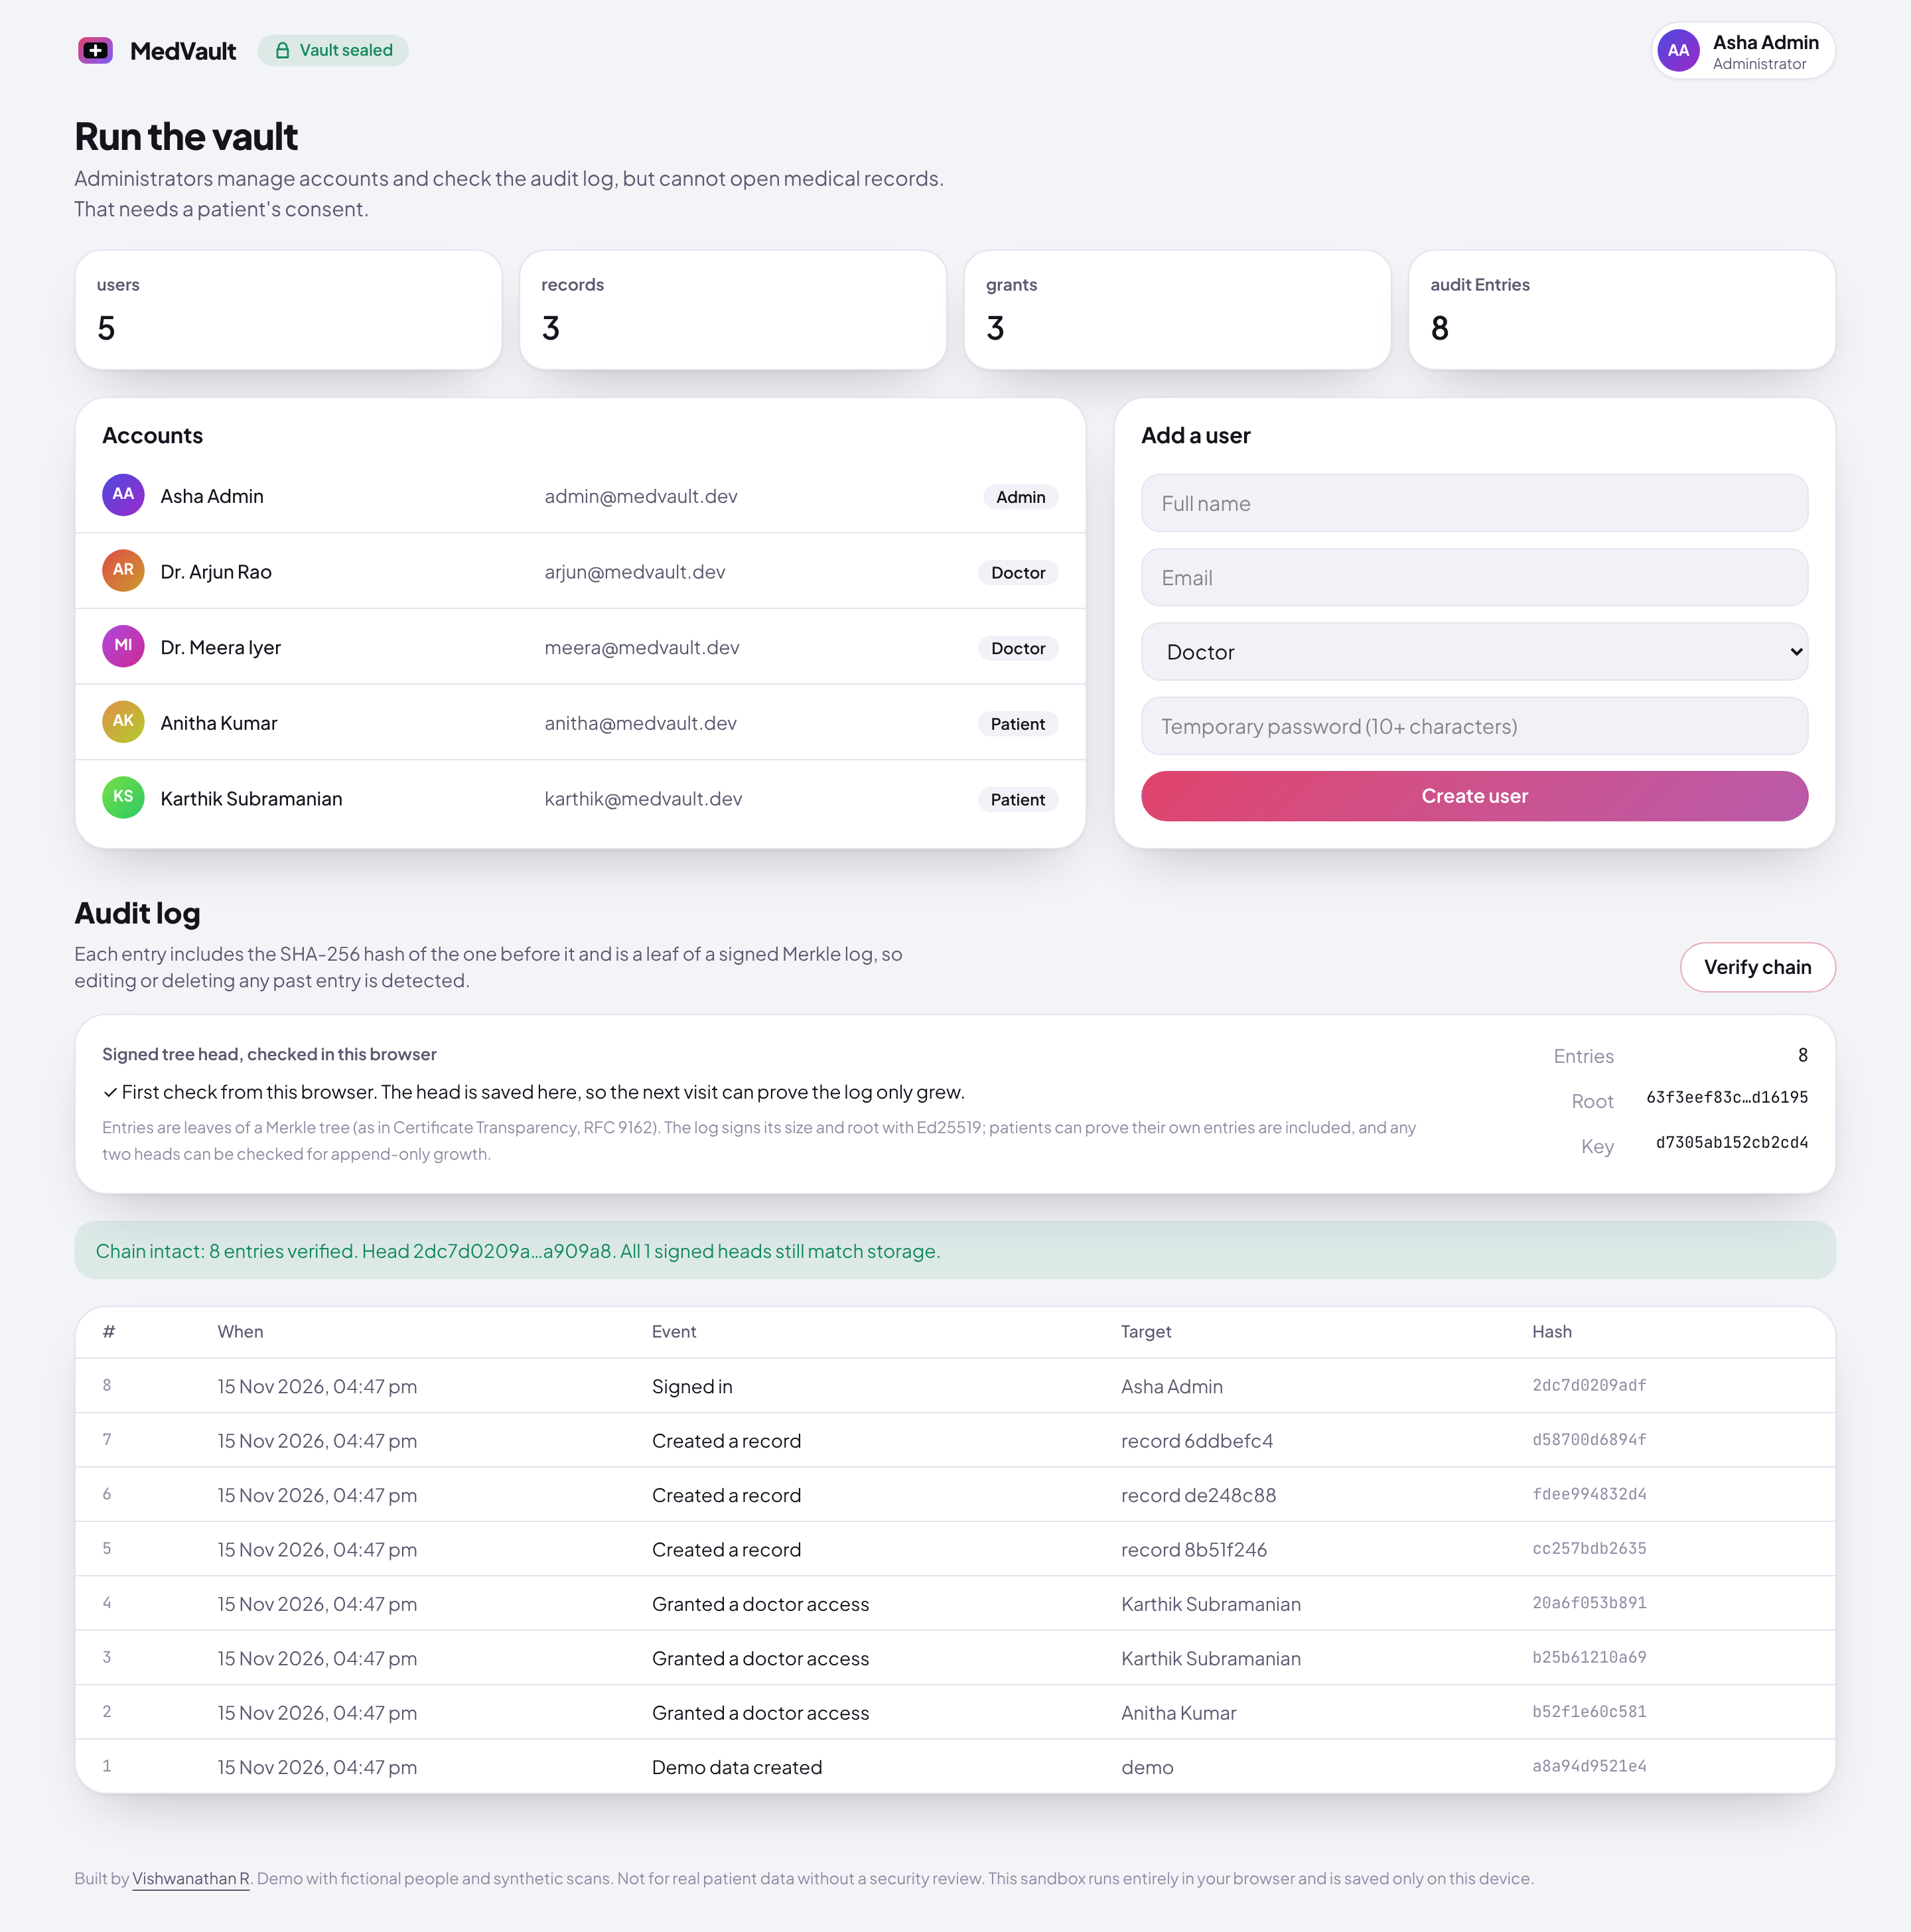 MedVault
Vault sealed
AA
Asha Admin
Administrator
Run the vault
Administrators manage accounts and check the audit log, but cannot open medical records.
That needs a patient's consent.
users
5
records
3
grants
3
audit Entries
8
Accounts
AA Asha Admin admin@medvault.dev Admin
AR Dr. Arjun Rao arjun@medvault.dev Doctor
MI Dr. Meera Iyer meera@medvault.dev Doctor
AK Anitha Kumar anitha@medvault.dev Patient
KS Karthik Subramanian karthik@medvault.dev Patient
Add a user
Full name
Email
Doctor
Temporary password (10+ characters)
Create user
Audit log
Each entry includes the SHA-256 hash of the one before it and is a leaf of a signed Merkle log, so
editing or deleting any past entry is detected.
Verify chain
Signed tree head, checked in this browser
✓ First check from this browser. The head is saved here, so the next visit can prove the log only grew.
Entries are leaves of a Merkle tree (as in Certificate Transparency, RFC 9162). The log signs its size and root with Ed25519; patients can prove their own entries are included, and any
two heads can be checked for append-only growth.
Entries 8
Root 63f3eef83c…d16195
Key d7305ab152cb2cd4
Chain intact: 8 entries verified. Head 2dc7d0209a…a909a8. All 1 signed heads still match storage.
# When Event Target Hash
8 15 Nov 2026, 04:47 pm Signed in Asha Admin 2dc7d0209adf
7 15 Nov 2026, 04:47 pm Created a record record 6ddbefc4 d58700d6894f
6 15 Nov 2026, 04:47 pm Created a record record de248c88 fdee994832d4
5 15 Nov 2026, 04:47 pm Created a record record 8b51f246 cc257bdb2635
4 15 Nov 2026, 04:47 pm Granted a doctor access Karthik Subramanian 20a6f053b891
3 15 Nov 2026, 04:47 pm Granted a doctor access Karthik Subramanian b25b61210a69
2 15 Nov 2026, 04:47 pm Granted a doctor access Anitha Kumar b52f1e60c581
1 15 Nov 2026, 04:47 pm Demo data created demo a8a94d9521e4
Built by Vishwanathan R. Demo with fictional people and synthetic scans. Not for real patient data without a security review. This sandbox runs entirely in your browser and is saved only on this device.